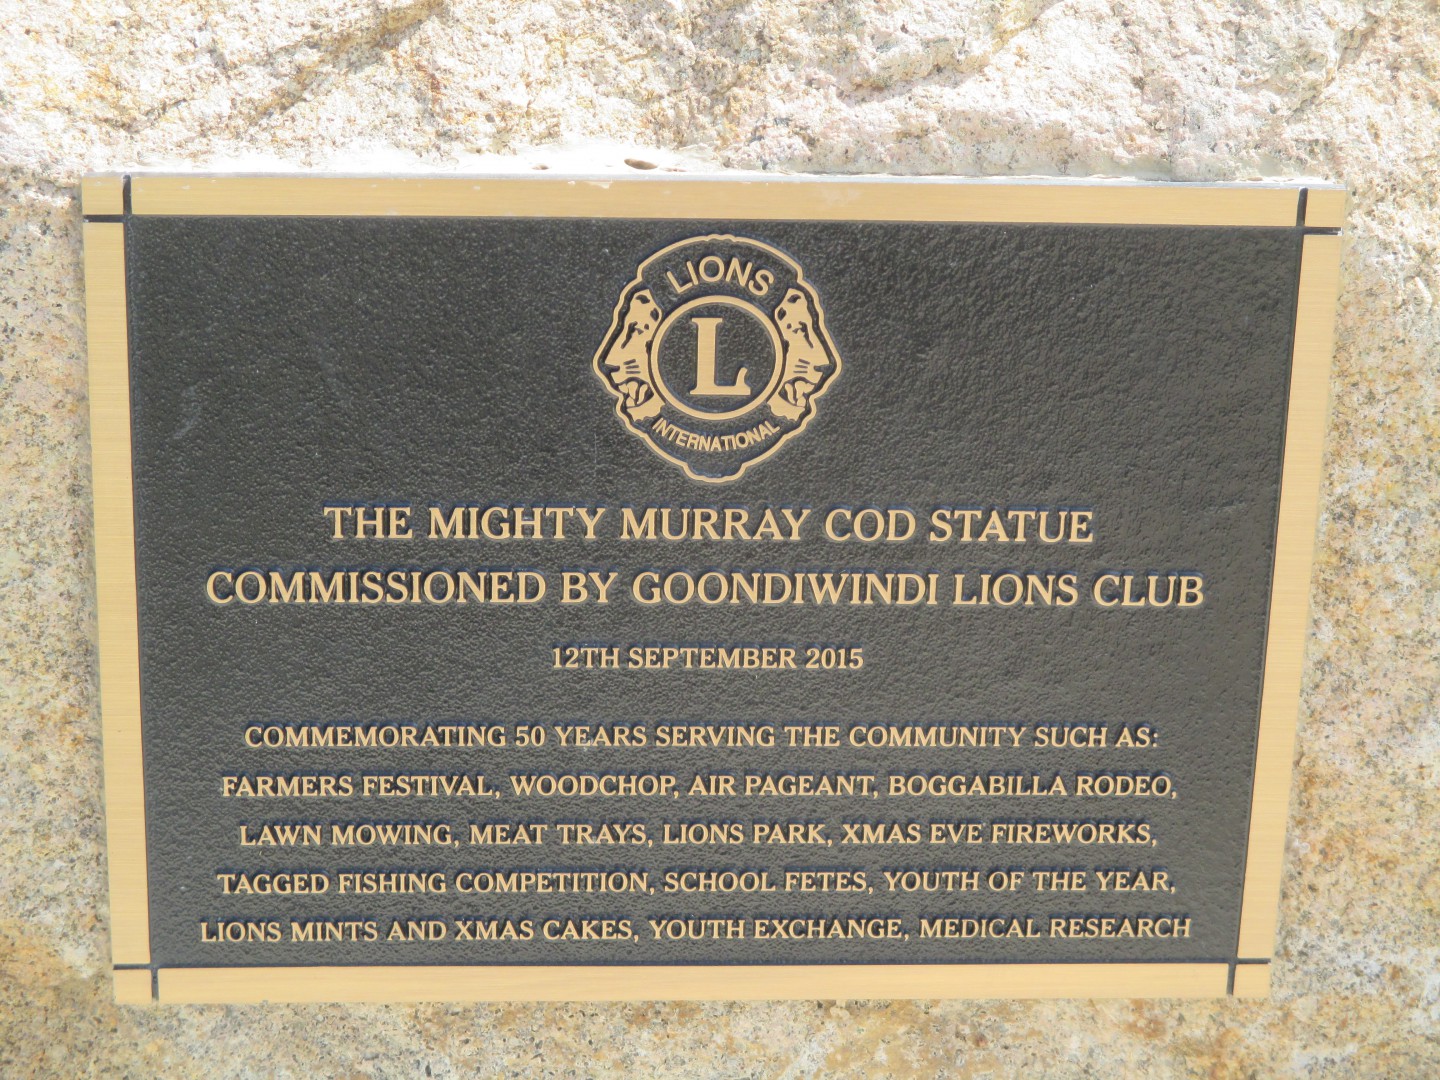 LIONS
L
INTERNATIONAL
THE MIGHTY MURRAY COD STATUE
COMMISSIONED BY GOONDIWINDI LIONS CLUB
12TH SEPTEMBER 2015
COMMEMORATING 50 YEARS SERVING THE COMMUNITY SUCH AS:
FARMERS FESTIVAL, WOODCHOP, AIR PAGEANT, BOGGABILLA RODEO,
LAWN MOWING, MEAT TRAYS, LIONS PARK, XMAS EVE FIREWORKS,
TAGGED FISHING COMPETITION, SCHOOL FETES, YOUTH OF THE YEAR,
LIONS MINTS AND XMAS CAKES, YOUTH EXCHANGE, MEDICAL RESEARCH